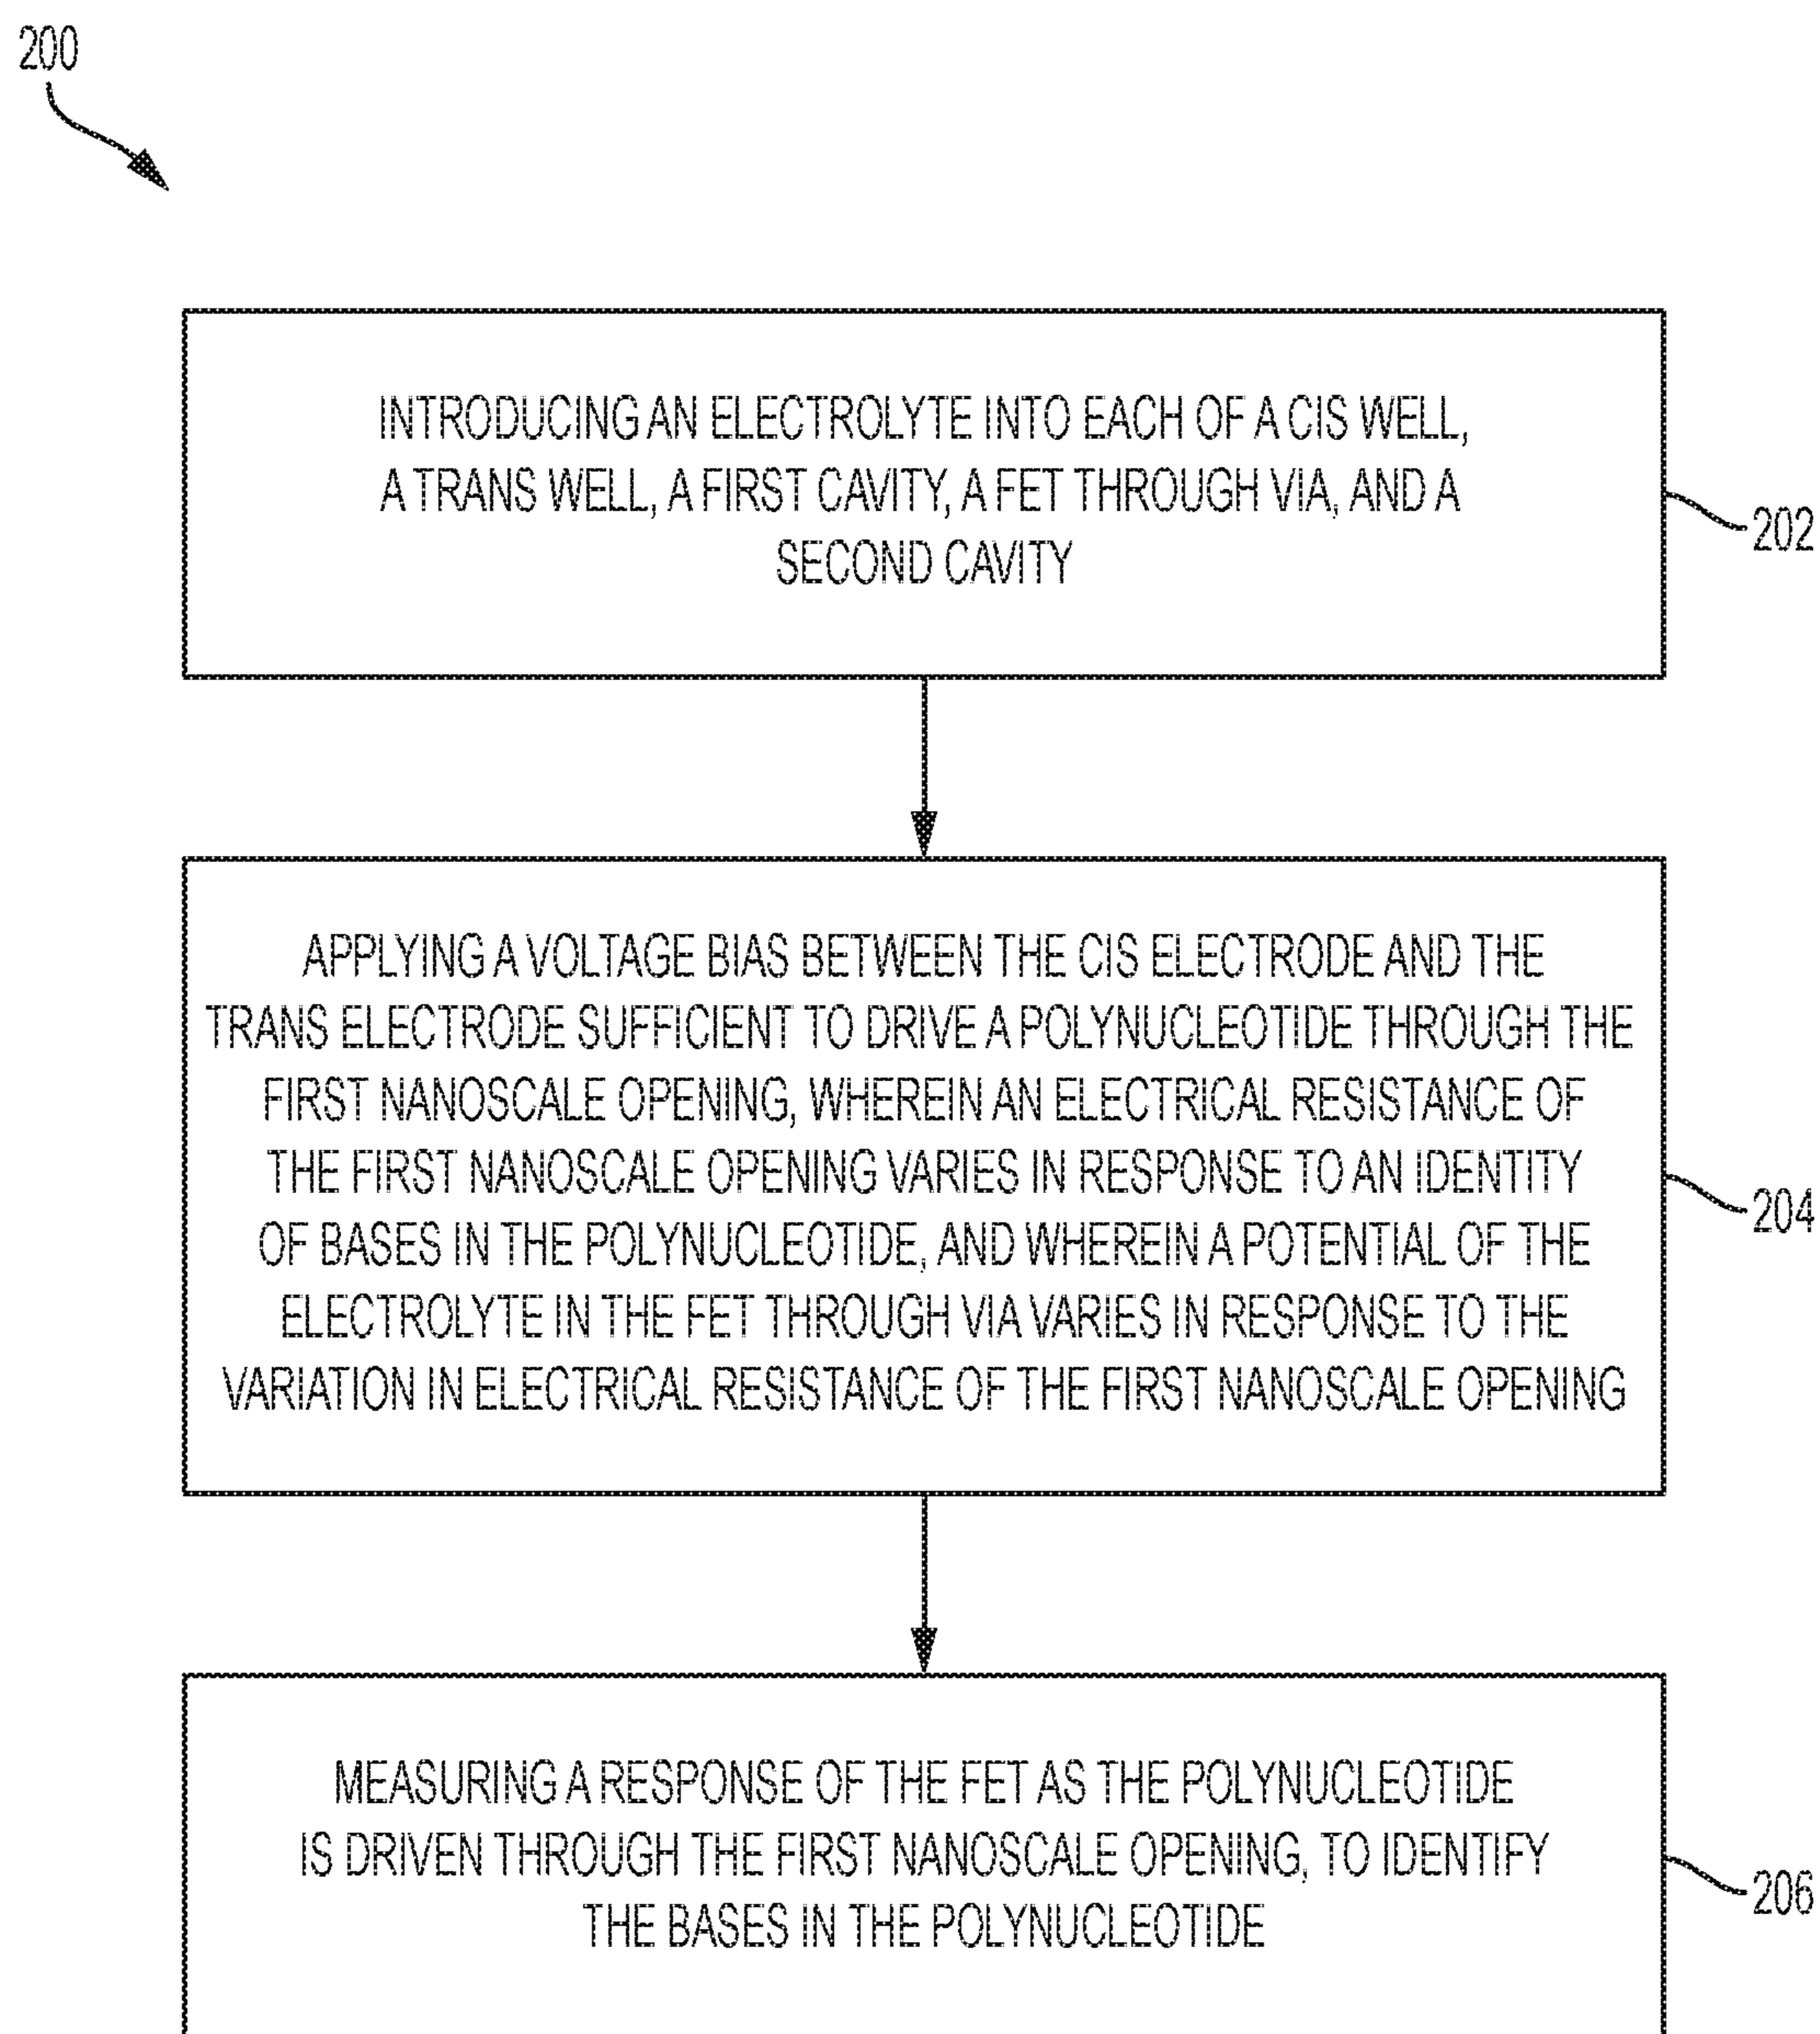 200
INTRODUCING AN ELECTROLYTE INTO EACH OF A CIS WELL,
A TRANS WELL, A FIRST CAVITY, A FET THROUGH VIA, AND A
SECOND CAVITY
202
APPLYING A VOLTAGE BIAS BETWEEN THE CIS ELECTRODE AND THE
TRANS ELECTRODE SUFFICIENT TO DRIVE A POLYNUCLEOTIDE THROUGH THE
FIRST NANOSCALE OPENING, WHEREIN AN ELECTRICAL RESISTANCE OF
THE FIRST NANOSCALE OPENING VARIES IN RESPONSE TO AN IDENTITY
OF BASES IN THE POLYNUCLEOTIDE, AND WHEREIN A POTENTIAL OF THE
ELECTROLYTE IN THE FET THROUGH VIA VARIES IN RESPONSE TO THE
VARIATION IN ELECTRICAL RESISTANCE OF THE FIRST NANOSCALE OPENING
204
MEASURING A RESPONSE OF THE FET AS THE POLYNUCLEOTIDE
IS DRIVEN THROUGH THE FIRST NANOSCALE OPENING, TO IDENTIFY
THE BASES IN THE POLYNUCLEOTIDE
206